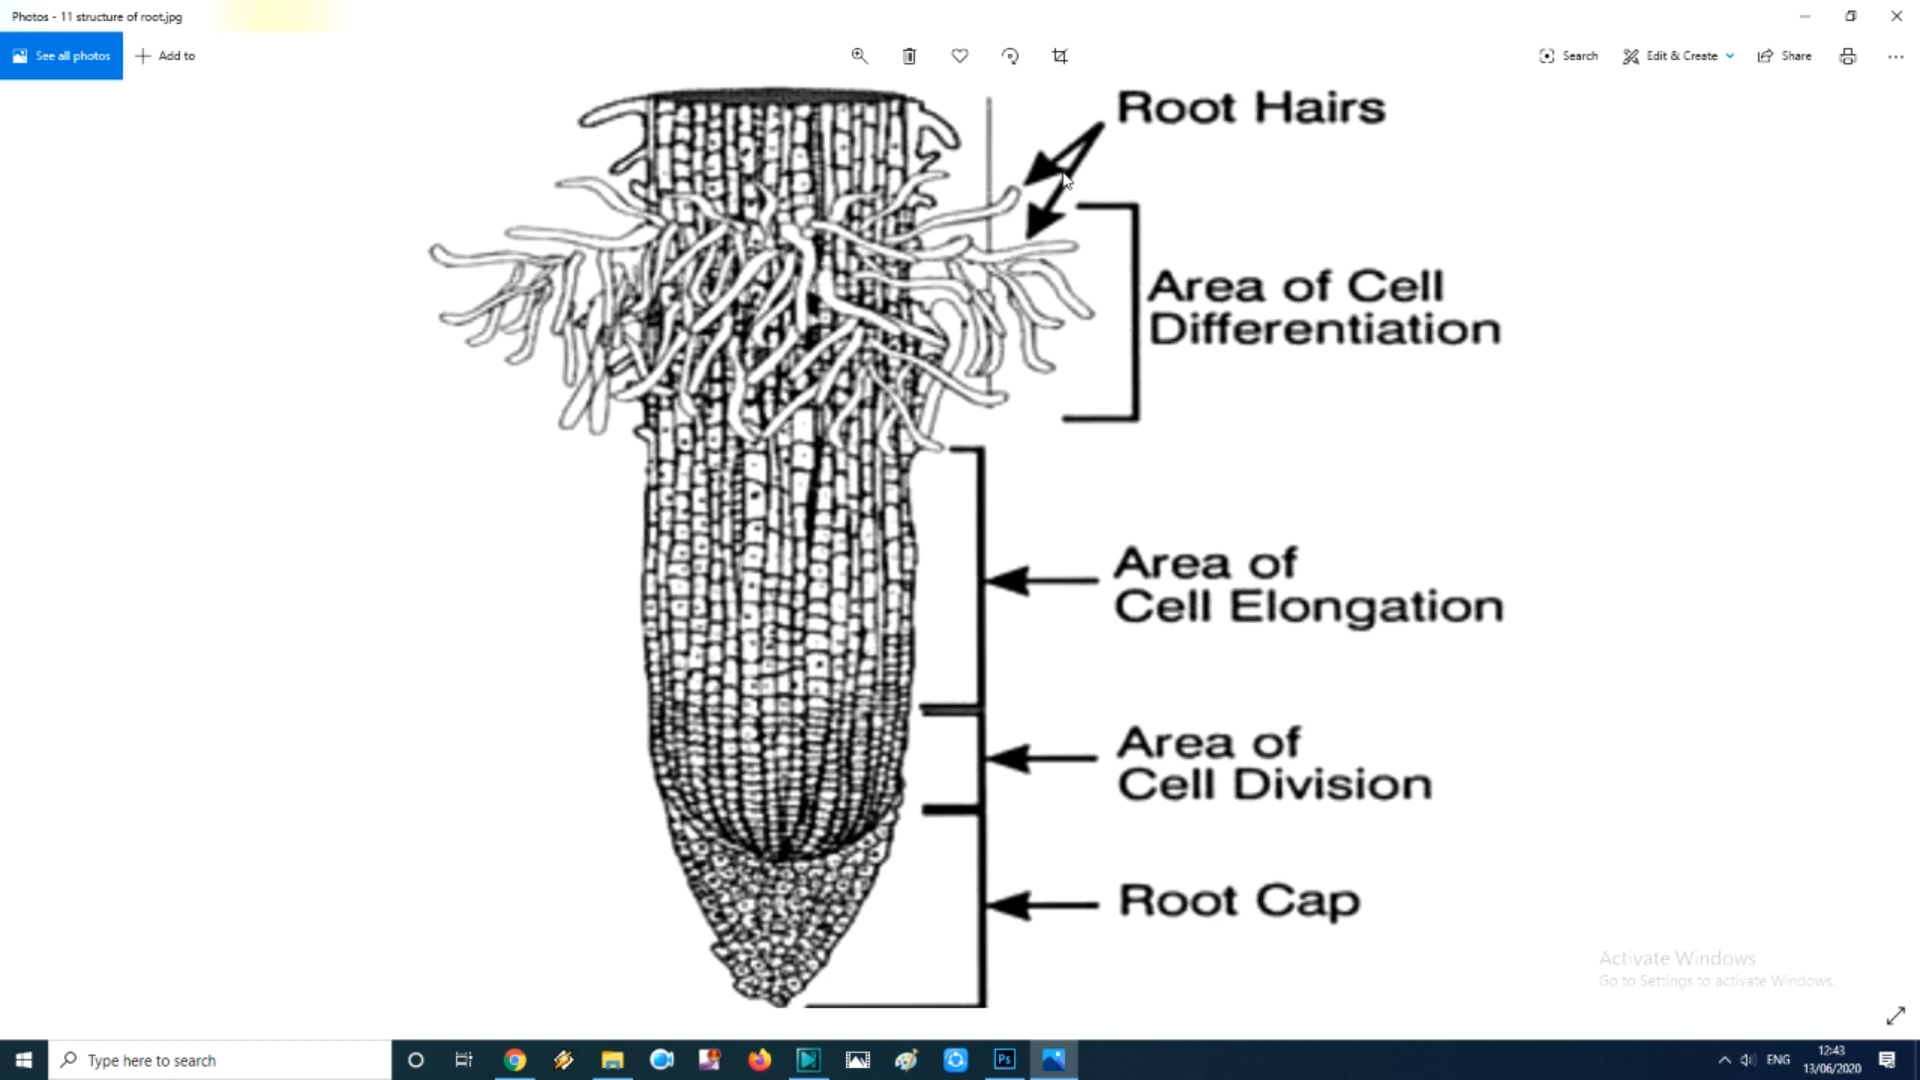 Photos - 11 structure of root.jpg
See all photos
Add to
Search
Edit & Create
Share
Root Hairs
Area of Cell
Differentiation
Area of
Cell Elongation
Area of
Cell Division
Root Cap
Activate Windows
Go to Settings to activate Windows.
Type here to search
Ps
ENG
12:43
13/06/2020